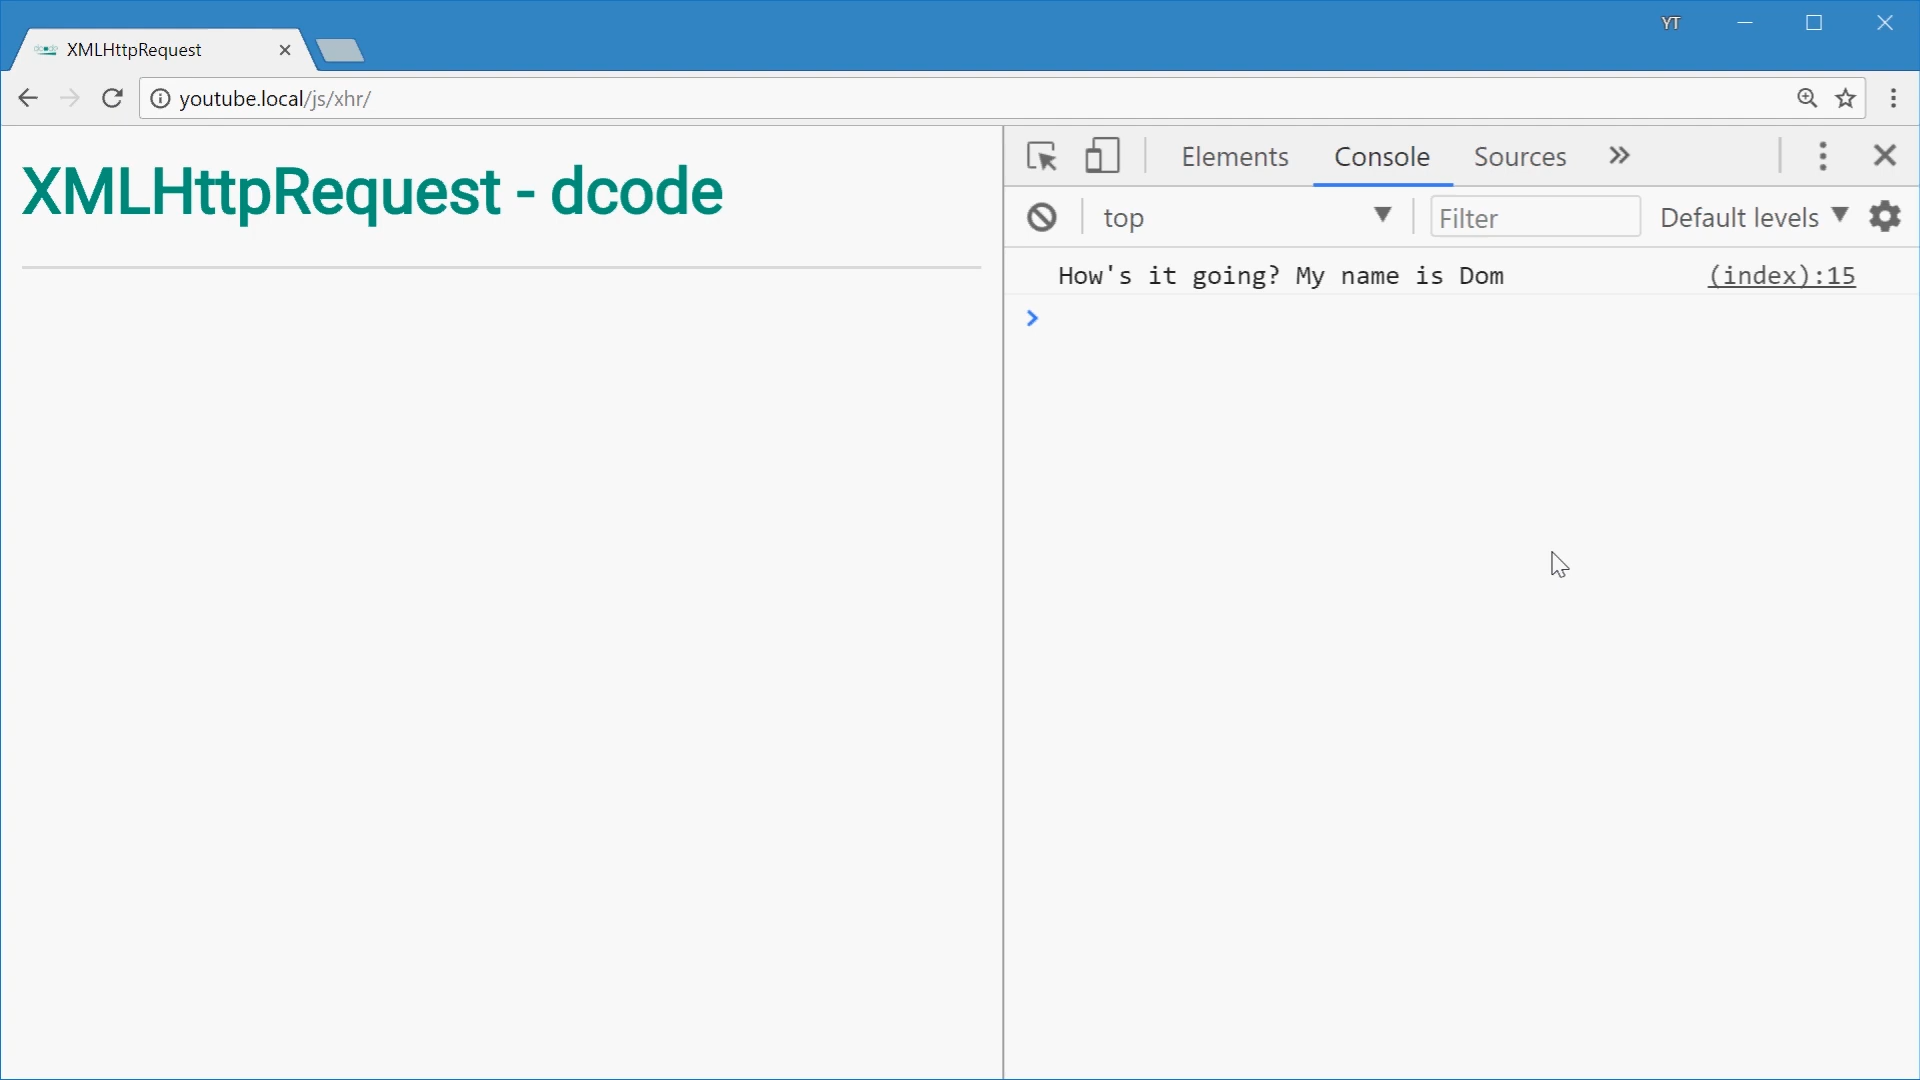 YT
XMLHttpRequest
youtube.local/js/xhr/
XMLHttpRequest - dcode
Elements Console Sources
top Filter Default levels
How's it going? My name is Dom (index):15